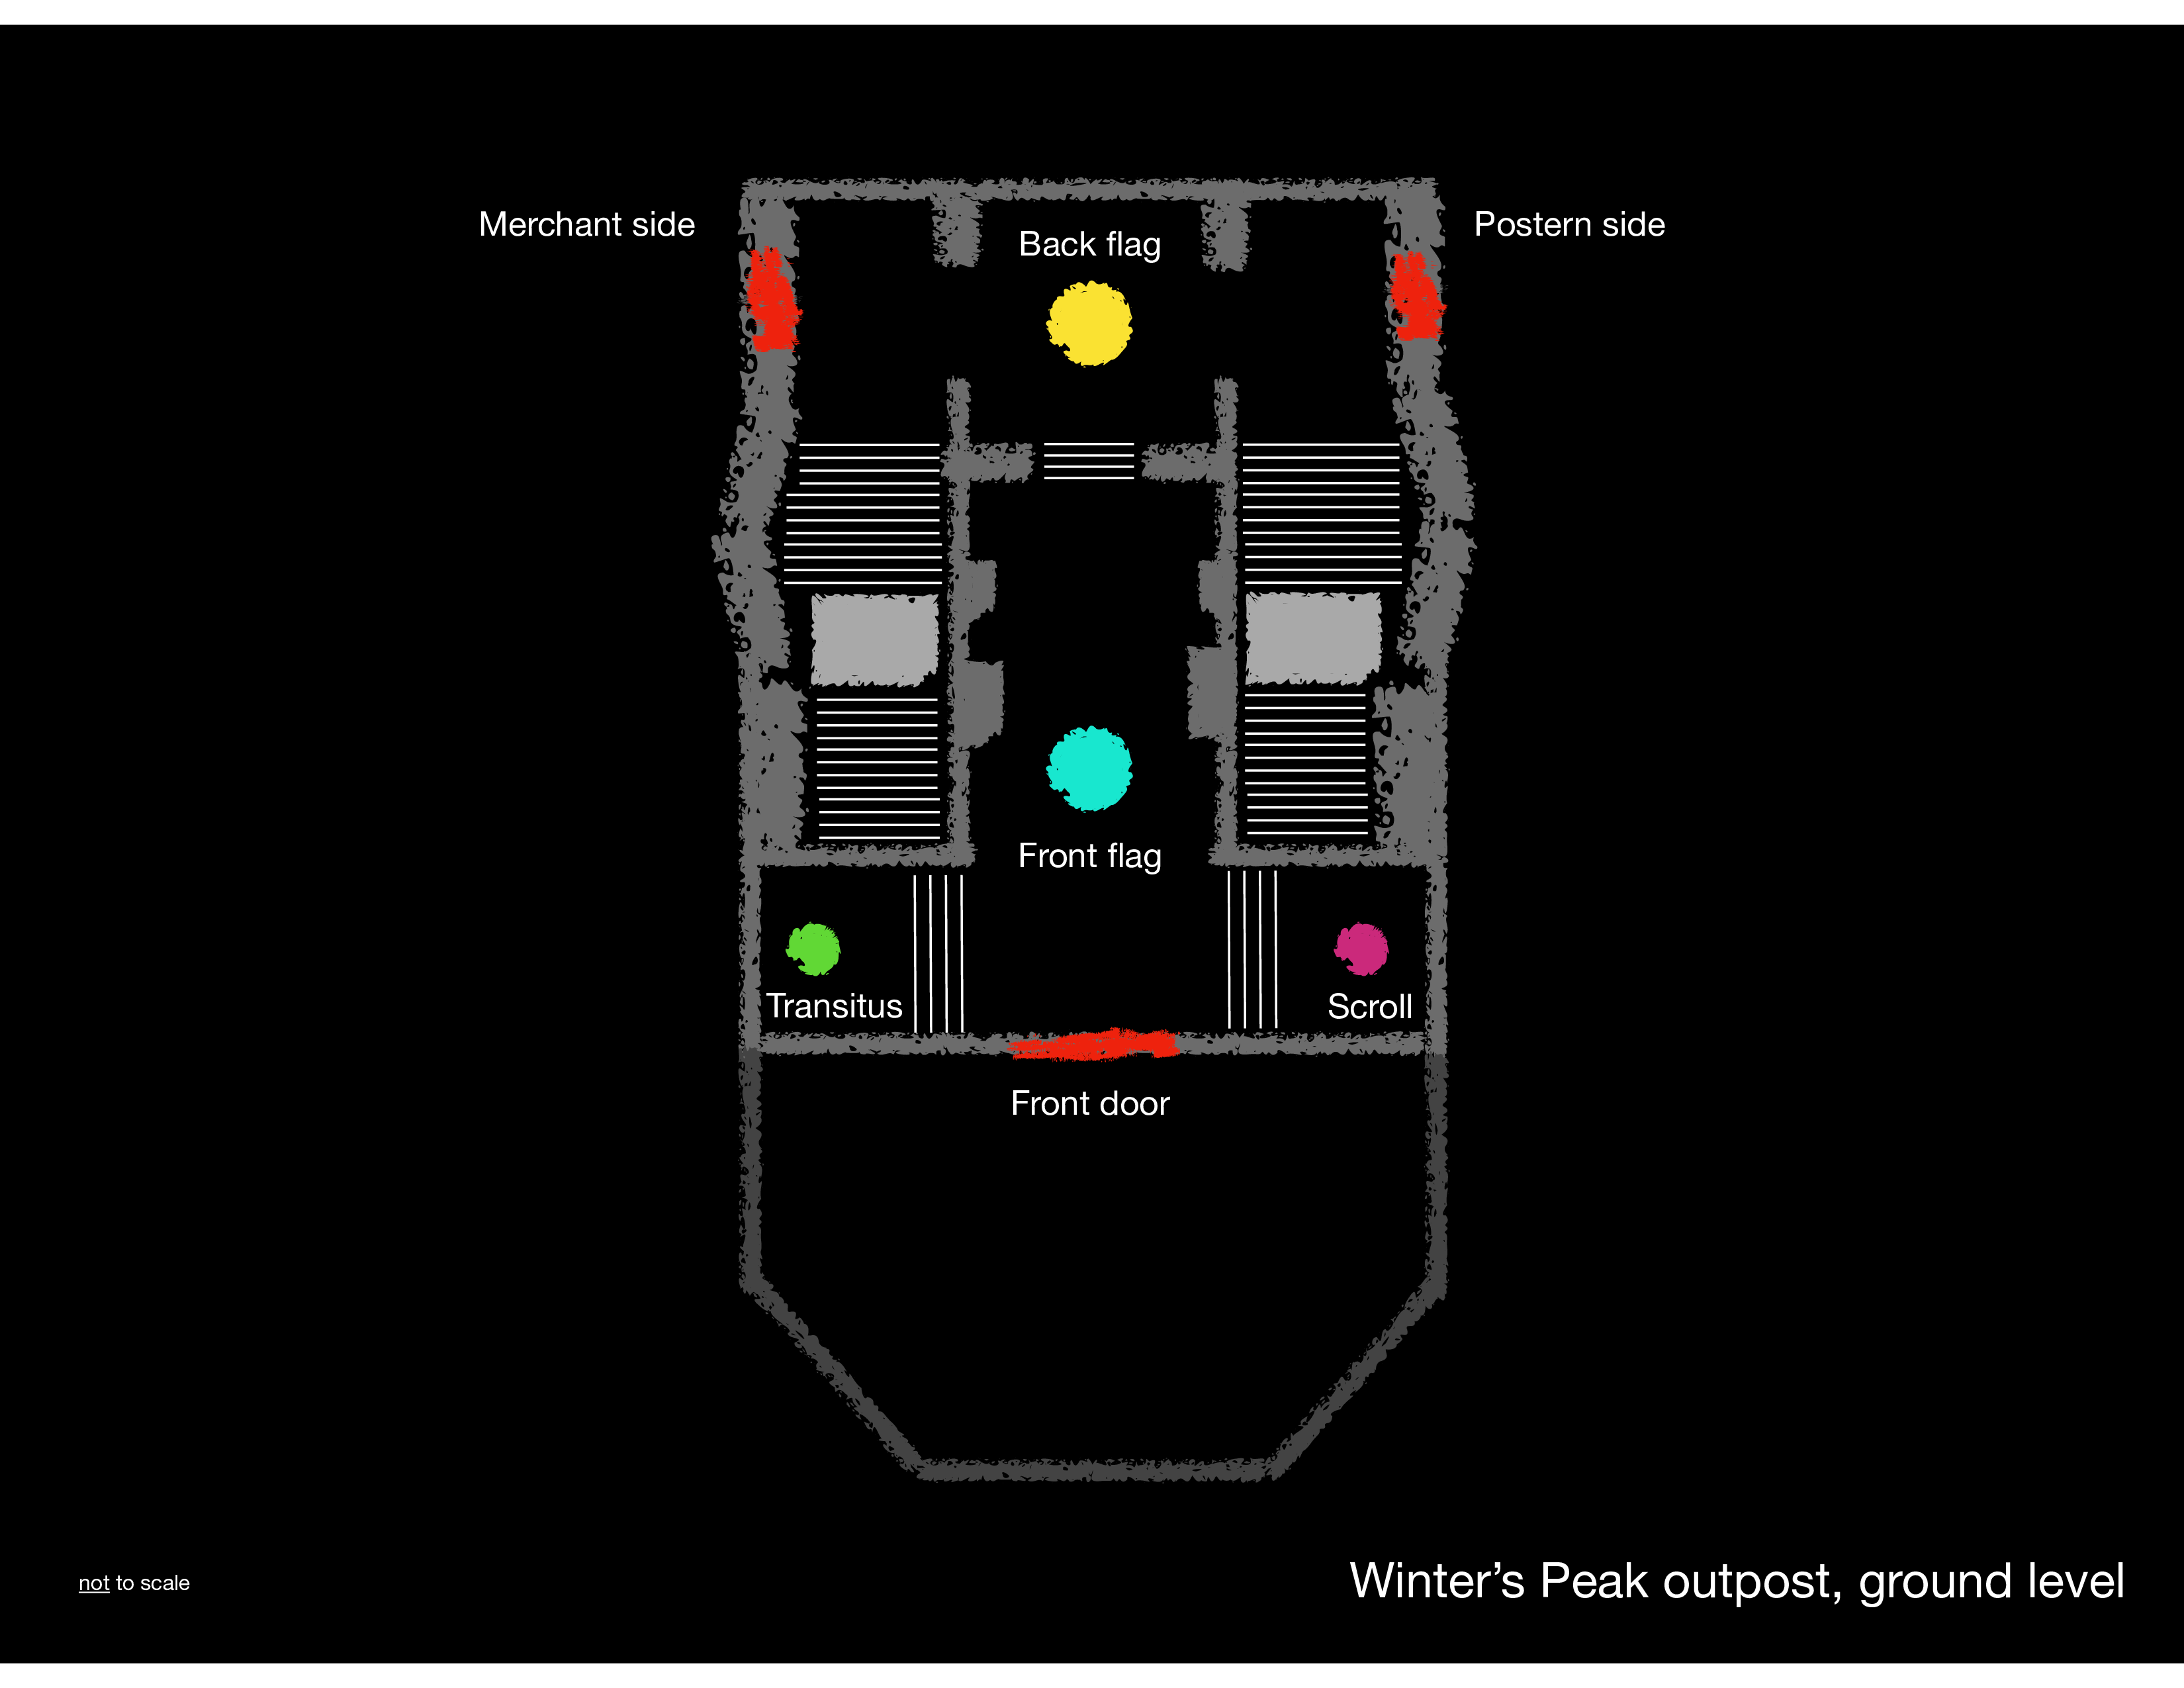 Merchant side
Postern side
Back flag
Front flag
Transitus
Scroll
Front door
not to scale
Winter’s Peak outpost, ground level